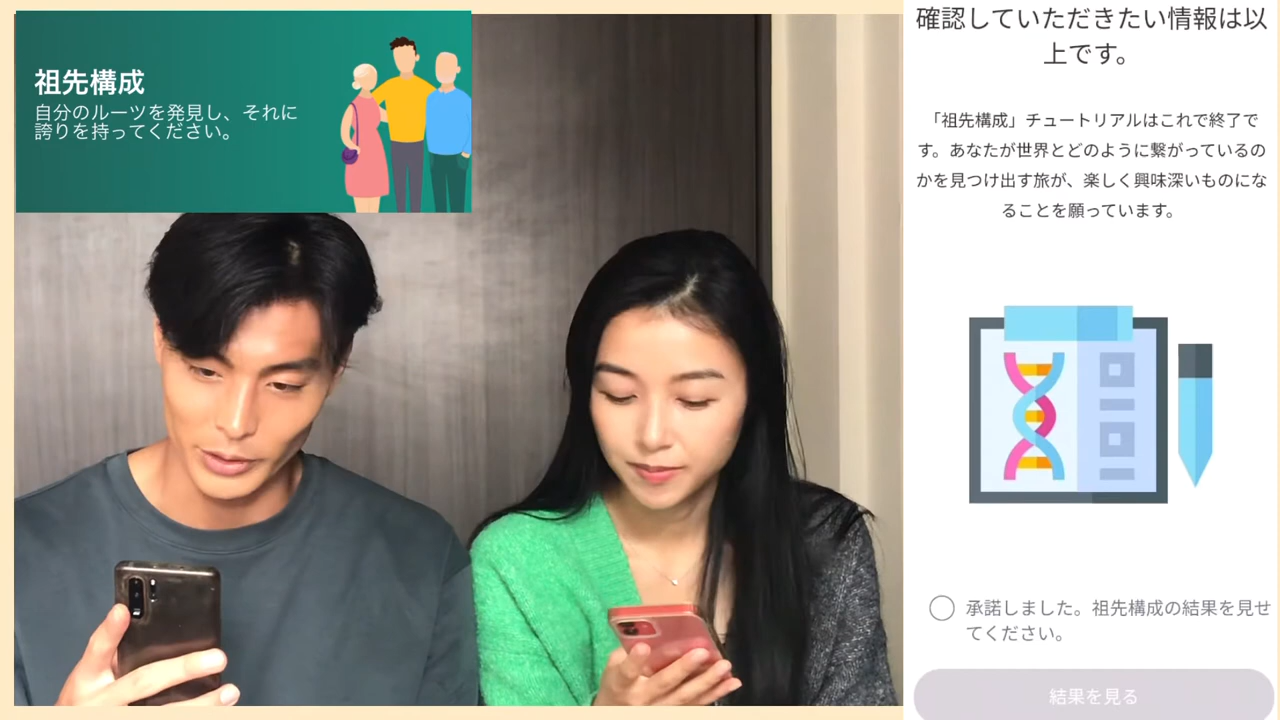 祖先構成
自分のルーツを発見し、それに
誇りを持ってください。
確認していただきたい情報は以
上です。
「祖先構成」チュートリアルはこれで終了で
す。あなたが世界とどのように繋がっているの
かを見つけ出す旅が、楽しく興味深いものにな
ることを願っています。
承諾しました。祖先構成の結果を見せ
てください。
結果を見る